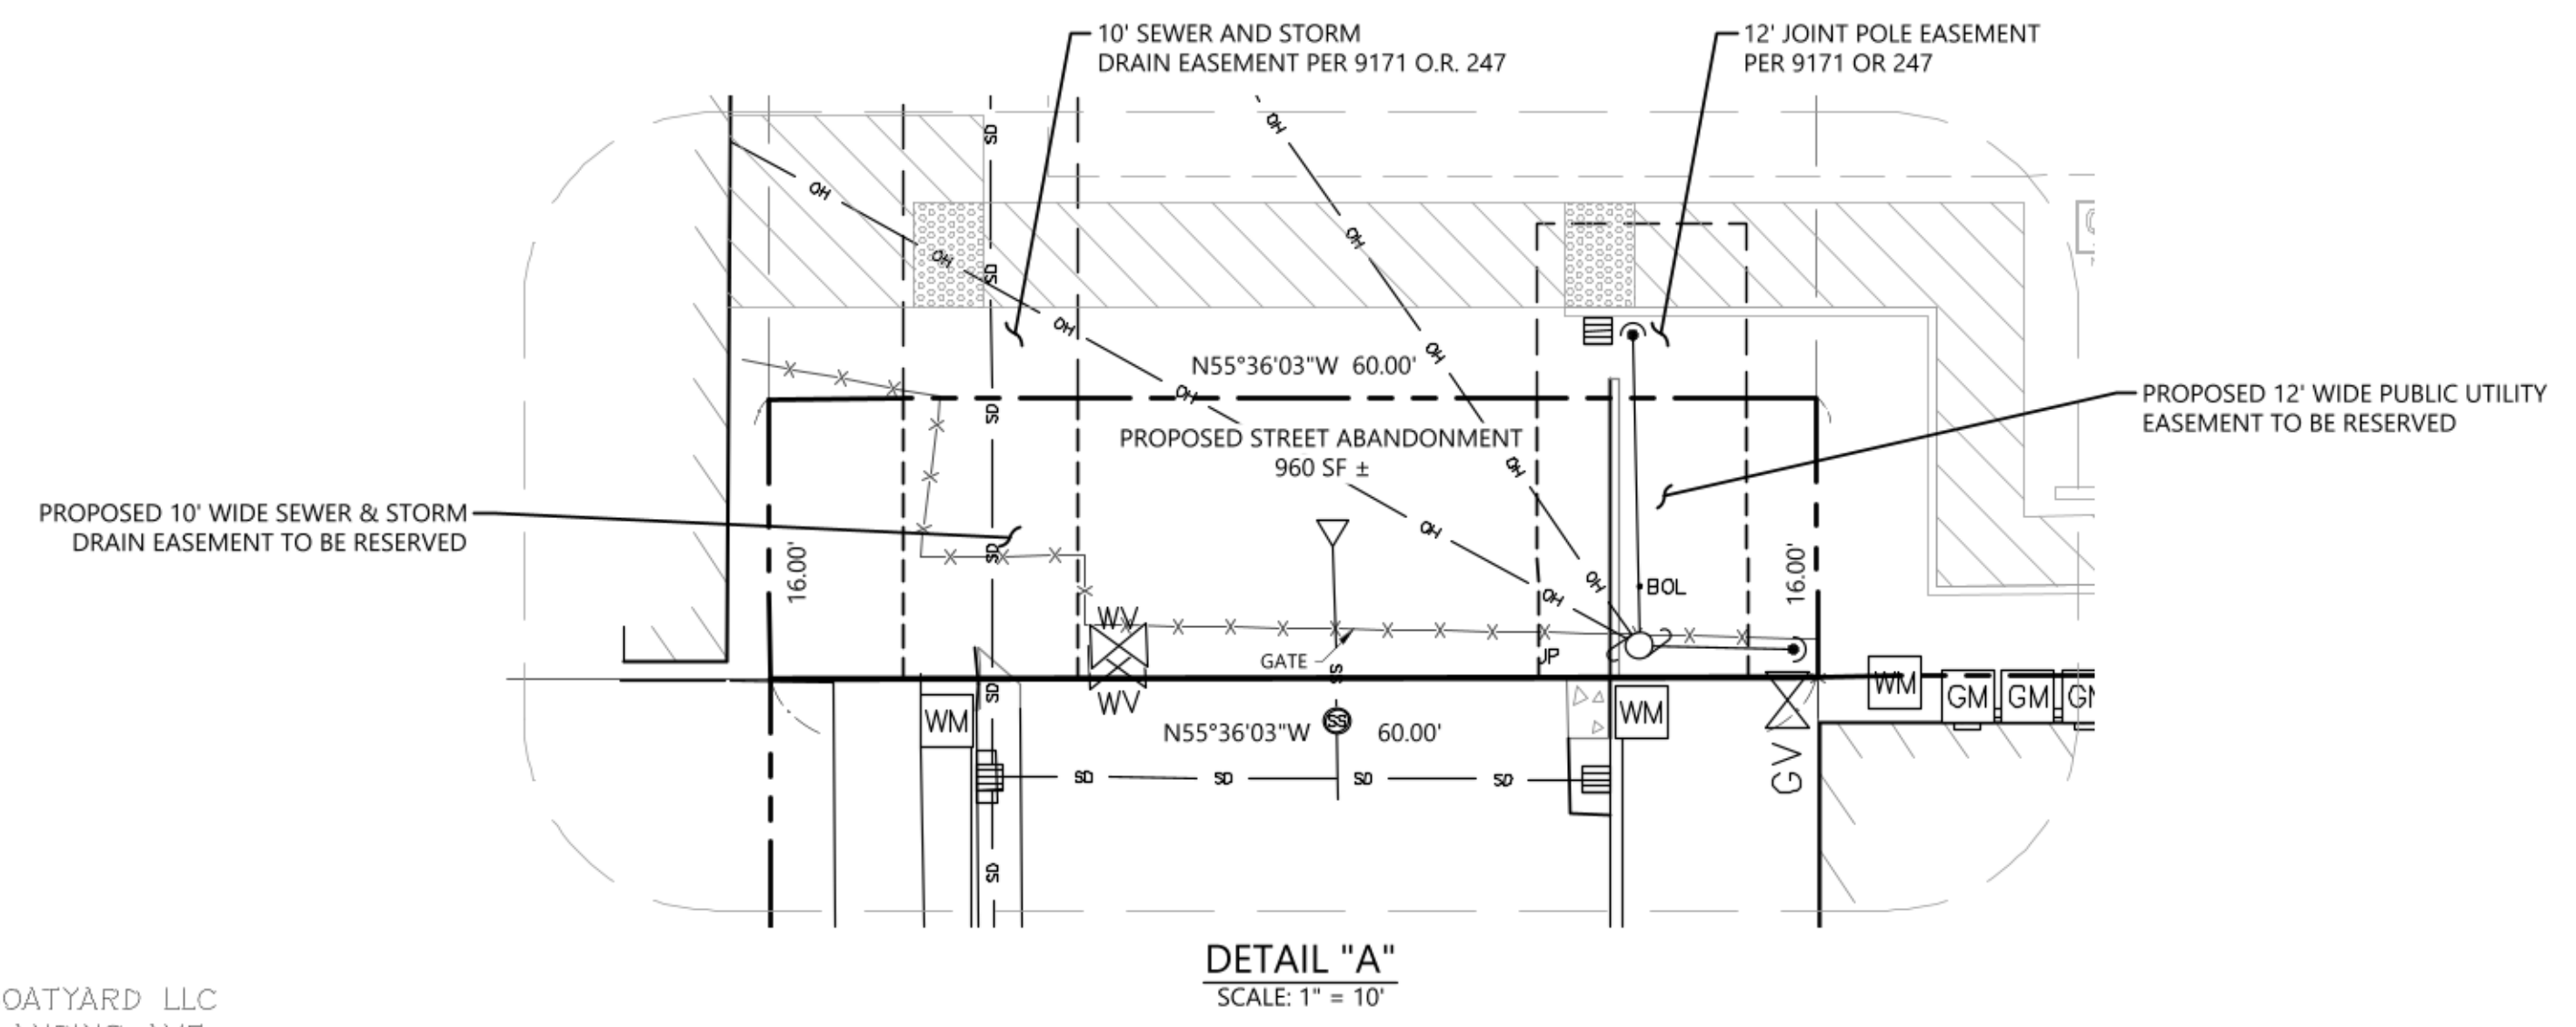 10' SEWER AND STORM
DRAIN EASEMENT PER 9171 O.R. 247
12' JOINT POLE EASEMENT
PER 9171 OR 247
SD
OH
OH
OH
SD
OH
OH
SD
OH
OH
N55°36'03"W 60.00'
OH
PROPOSED 12' WIDE PUBLIC UTILITY
EASEMENT TO BE RESERVED
SD
PROPOSED STREET ABANDONMENT
960 SF ±
OH
PROPOSED 10' WIDE SEWER & STORM
DRAIN EASEMENT TO BE RESERVED
OH
SD
16.00'
16.00'
OH
OH
BOL
WV
GATE
JP
SS
WM
GM
GM
SD
WV
WM
WM
SS
N55°36'03"W 60.00'
GV
SD
SD
SD
SD
SD
DETAIL "A"
SCALE: 1" = 10'
OATYARD LLC